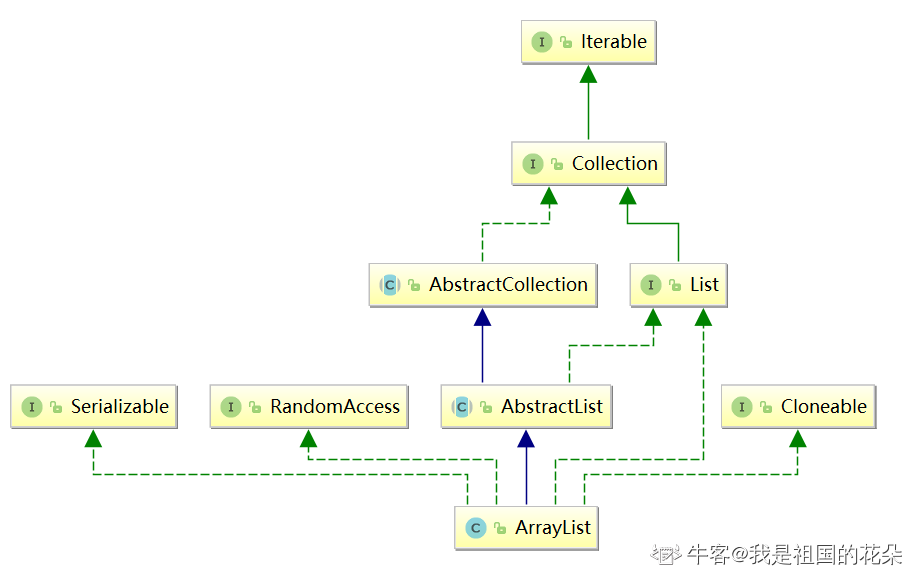 I Iterable
I Collection
C AbstractCollection
I List
I Serializable
I RandomAccess
C AbstractList
I Cloneable
C ArrayList
牛客@我是祖国的花朵